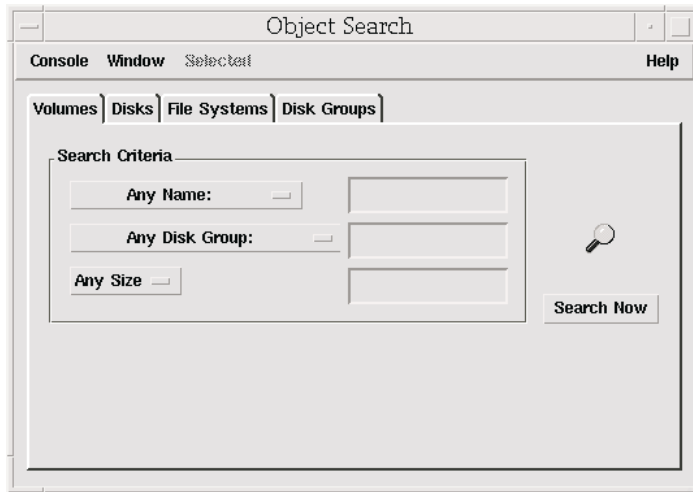 Object Search
Console Window Selected Help
Volumes Disks File Systems Disk Groups
Search Criteria
Any Name:
Any Disk Group:
Any Size
Search Now